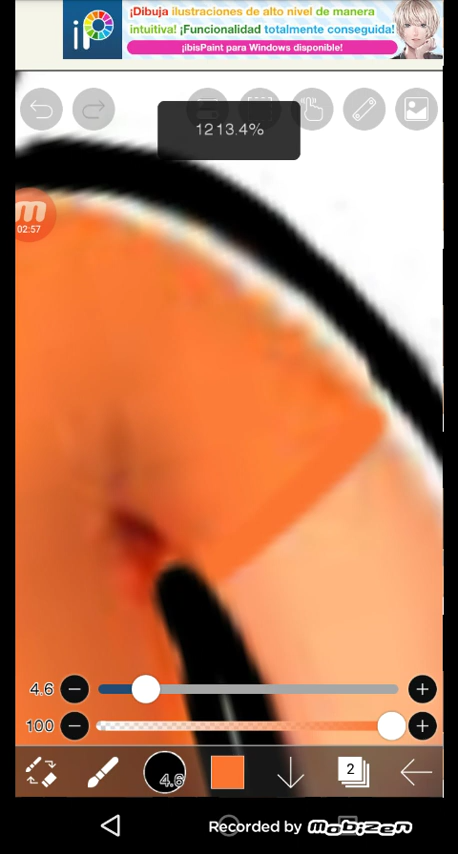 iP
¡Dibuja ilustraciones de alto nivel de manera
intuitiva! ¡Funcionalidad totalmente conseguida!
¡ibisPaint para Windows disponible!
1213.4%
m
02:57
4.6
100
4.6
2
Recorded by mobizen